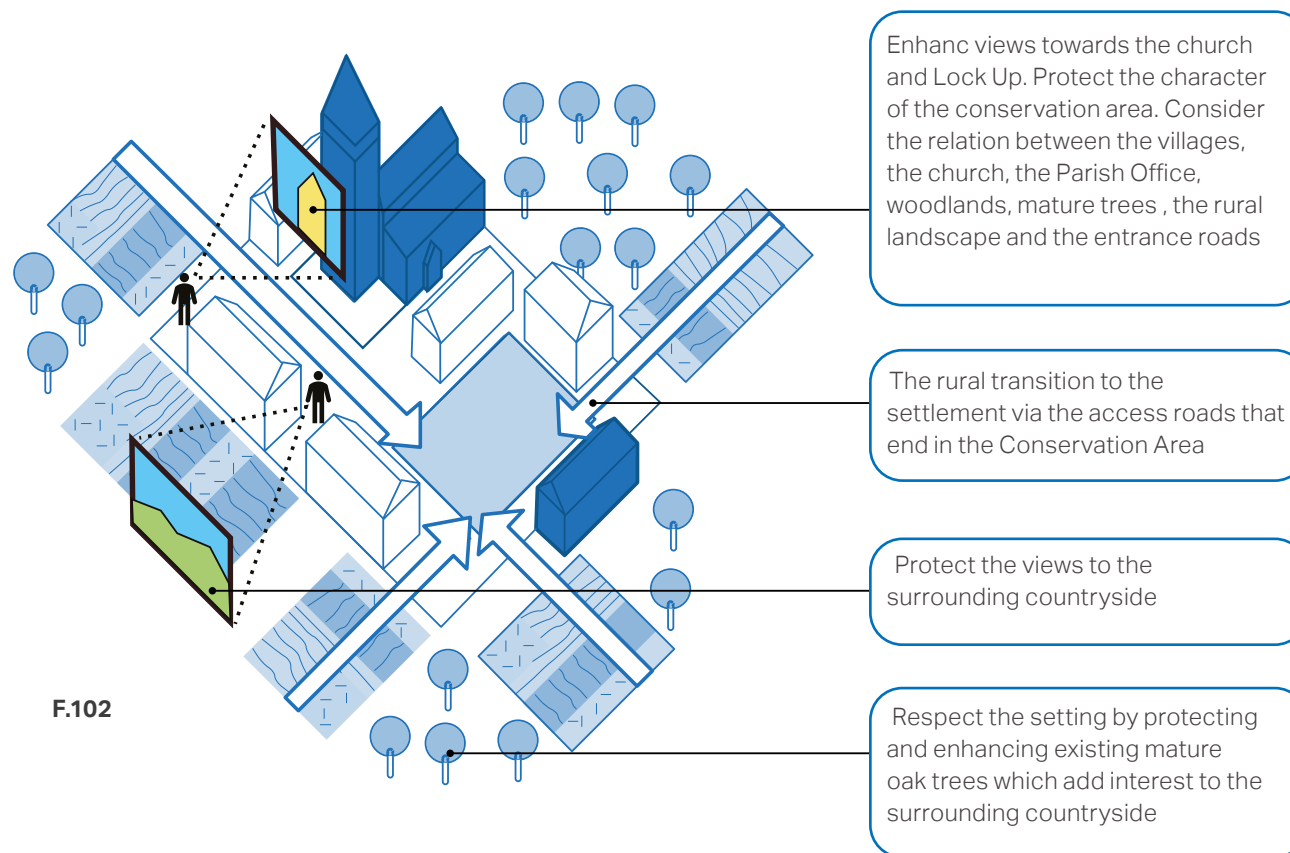 Enhanc views towards the church
and Lock Up. Protect the character
of the conservation area. Consider
the relation between the villages,
the church, the Parish Office,
woodlands, mature trees , the rural
landscape and the entrance roads
The rural transition to the
settlement via the access roads that
end in the Conservation Area
Protect the views to the
surrounding countryside
F.102
Respect the setting by protecting
and enhancing existing mature
oak trees which add interest to the
surrounding countryside